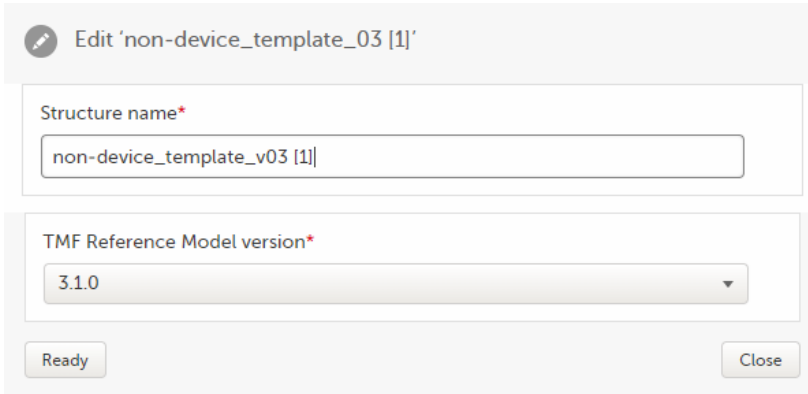 Edit ‘non-device_template_03 [1]’
Structure name*
non-device_template_v03 [1]
TMF Reference Model version*
3.1.0
Ready
Close